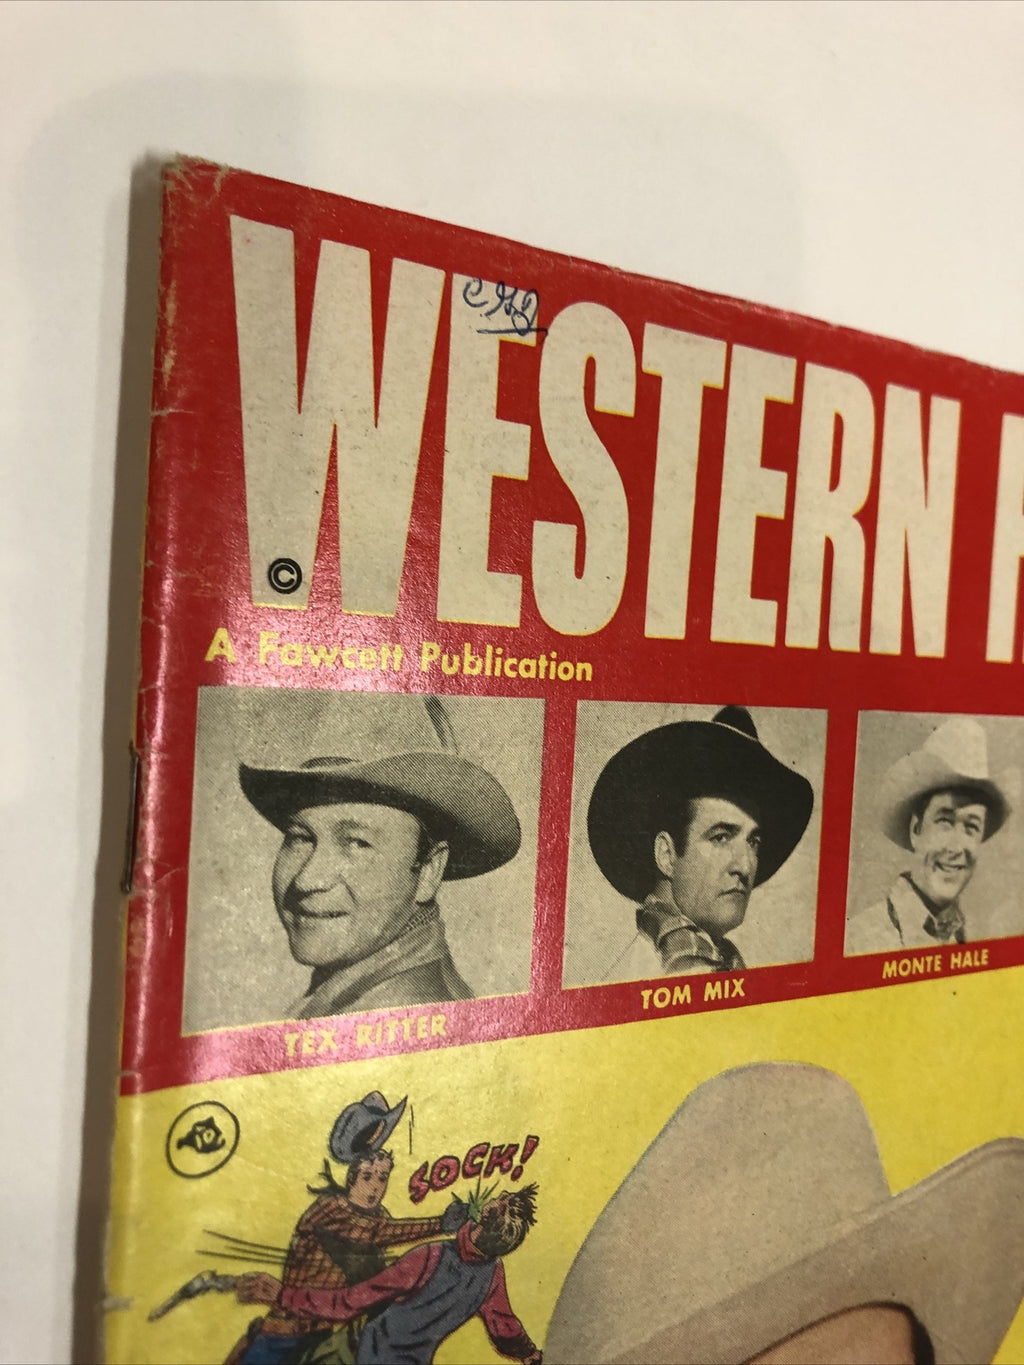 WESTERN
©
A Fawcett Publication
TEX RITTER
TOM MIX
MONTE HALE
SOCK!